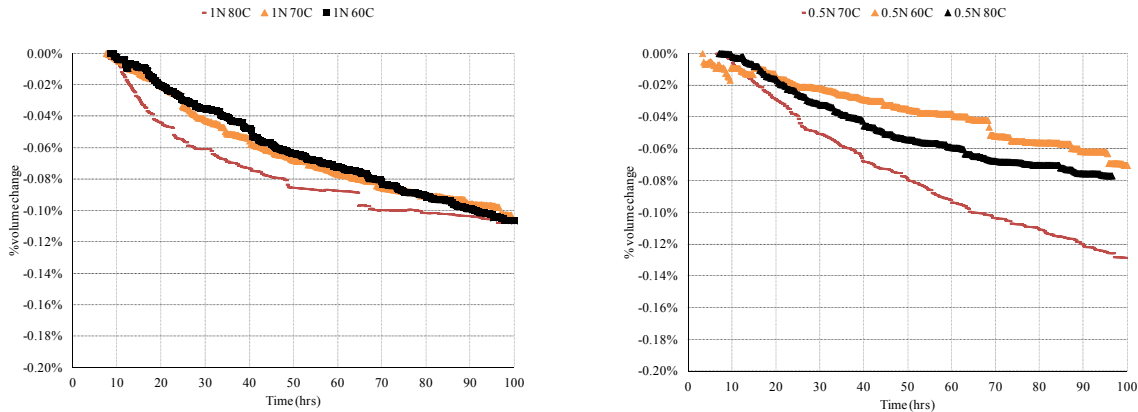 1N 80C 1N 70C 1N 60C
0.00%
-0.02%
-0.04%
-0.06%
-0.08%
-0.10%
-0.12%
-0.14%
-0.16%
-0.18%
-0.20%
% volume change
0 10 20 30 40 50 60 70 80 90 100
Time (hrs)
0.5N 70C 0.5N 60C 0.5N 80C
0.00%
-0.02%
-0.04%
-0.06%
-0.08%
-0.10%
-0.12%
-0.14%
-0.16%
-0.18%
-0.20%
% volume change
0 10 20 30 40 50 60 70 80 90 100
Time (hrs)